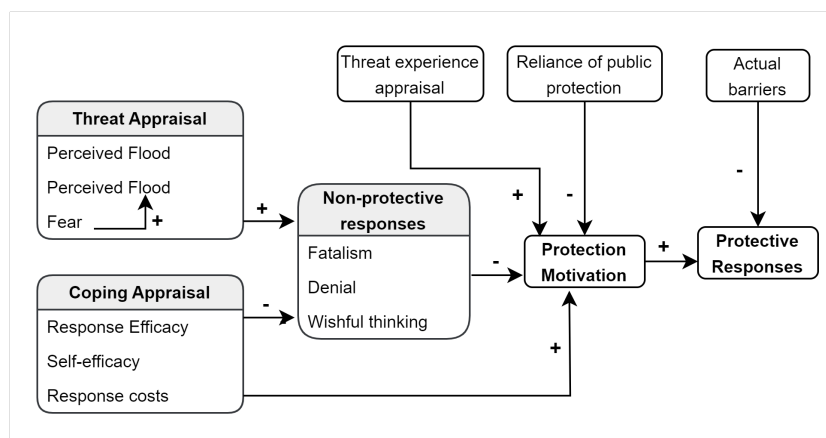 Threat experience
appraisal
Reliance of public
protection
Actual
barriers
Threat Appraisal
Perceived Flood
Perceived Flood
Fear
+
+
Non-protective
responses
Fatalism
Denial
Wishful thinking
+
-
-
Protection
Motivation
-
+
Protective
Responses
Coping Appraisal
Response Efficacy
Self-efficacy
Response costs
-
+